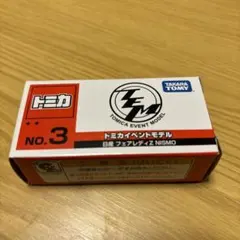 トミカ
TEM
TOMICA EVENT MODEL
TAKARA
TOMY
NO.3
トミカイベントモデル
日産 フェアレディZ NISMO